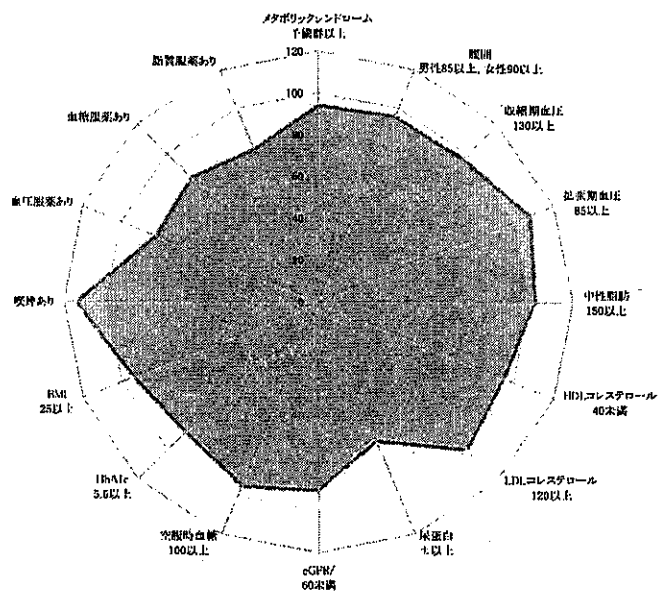 メタボリックシンドローム
予備群以上
腹囲
男性85以上, 女性90以上
収縮期血圧
130以上
拡張期血圧
85以上
中性脂肪
150以上
HDLコレステロール
40未満
LDLコレステロール
120以上
尿蛋白
±以上
eGFR/
60未満
空腹時血糖
100以上
HbA1c
5.6以上
BMI
25以上
喫煙あり
血圧服薬あり
血糖服薬あり
脂質服薬あり
120
100
80
60
40
20
0